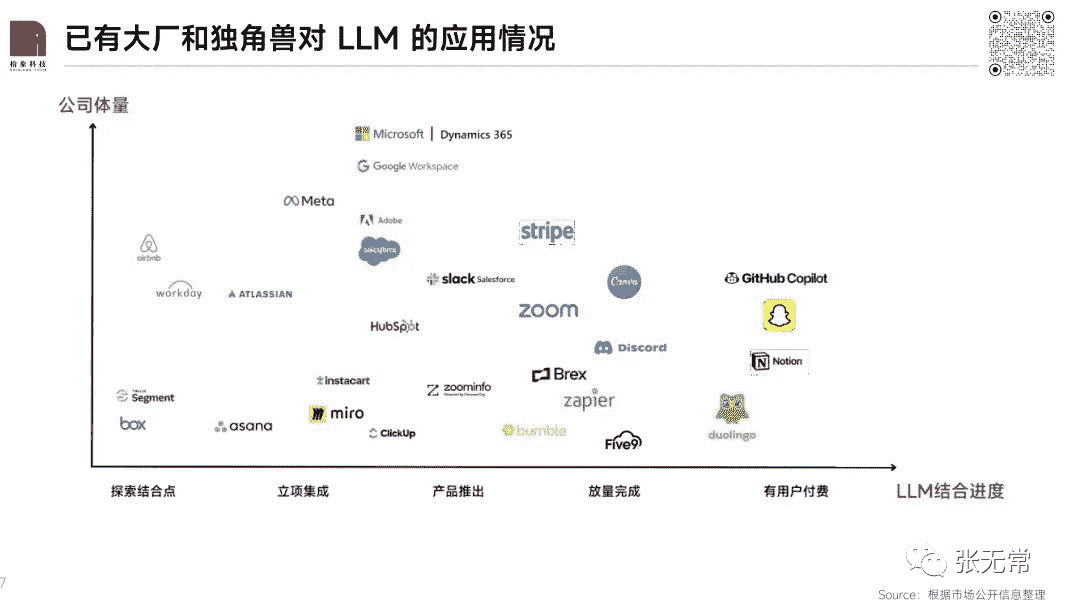 已有大厂和独角兽对 LLM 的应用情况
拾象科技
公司体量
Microsoft | Dynamics 365
Google Workspace
Meta
Adobe
salesforce
stripe
airbnb
slack Salesforce
Canva
GitHub Copilot
workday
ATLASSIAN
zoom
HubSpot
Discord
Notion
Brex
instacart
zoominfo
Segment
zapier
miro
box
asana
ClickUp
bumble
Five9
duolingo
探索结合点 立项集成 产品推出 放量完成 有用户付费
LLM结合进度
张无常
7
Source: 根据市场公开信息整理